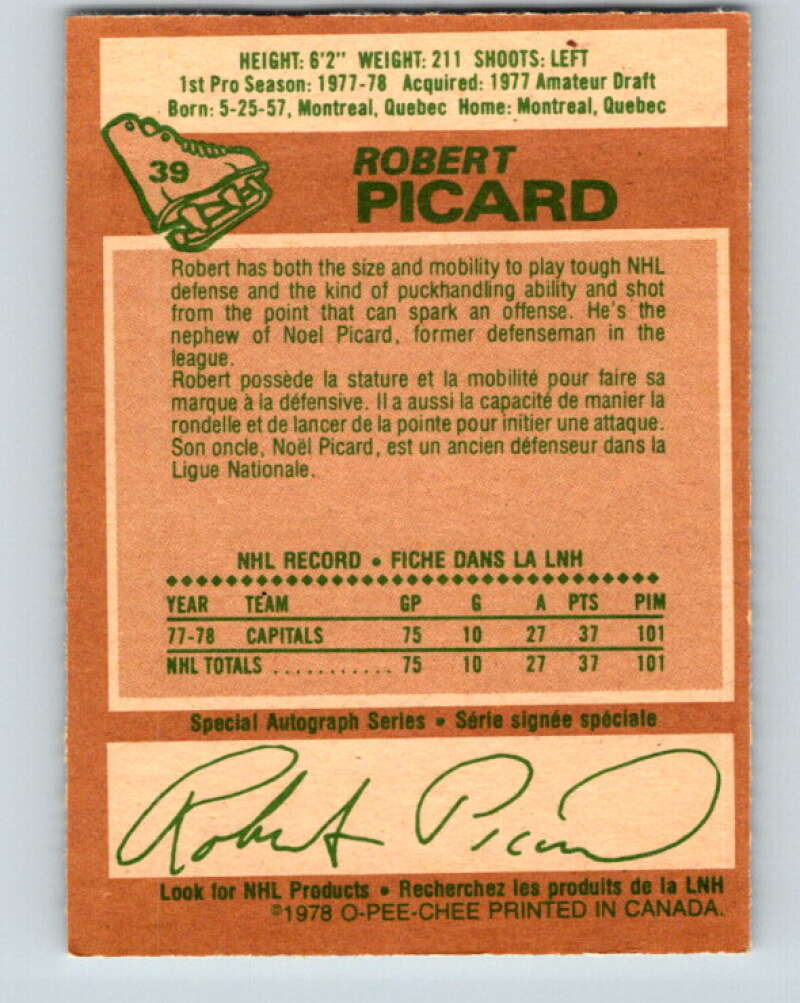 HEIGHT: 6'2" WEIGHT: 211 SHOOTS: LEFT
1st Pro Season: 1977-78 Acquired: 1977 Amateur Draft
Born: 5-25-57, Montreal, Quebec Home: Montreal, Quebec
39
ROBERT
PICARD
Robert has both the size and mobility to play tough NHL
defense and the kind of puckhandling ability and shot
from the point that can spark an offense. He's the
nephew of Noel Picard, former defenseman in the
league.
Robert possède la stature et la mobilité pour faire sa
marque à la défensive. Il a aussi la capacité de manier la
rondelle et de lancer de la pointe pour initier une attaque.
Son oncle, Noël Picard, est un ancien défenseur dans la
Ligue Nationale.
NHL RECORD • FICHE DANS LA LNH
YEAR TEAM GP G A PTS PIM
77-78 CAPITALS 75 10 27 37 101
NHL TOTALS ........... 75 10 27 37 101
Special Autograph Series • Série signée spéciale
Robert Picard
Look for NHL Products • Recherchez les produits de la LNH
©1978 O-PEE-CHEE PRINTED IN CANADA.